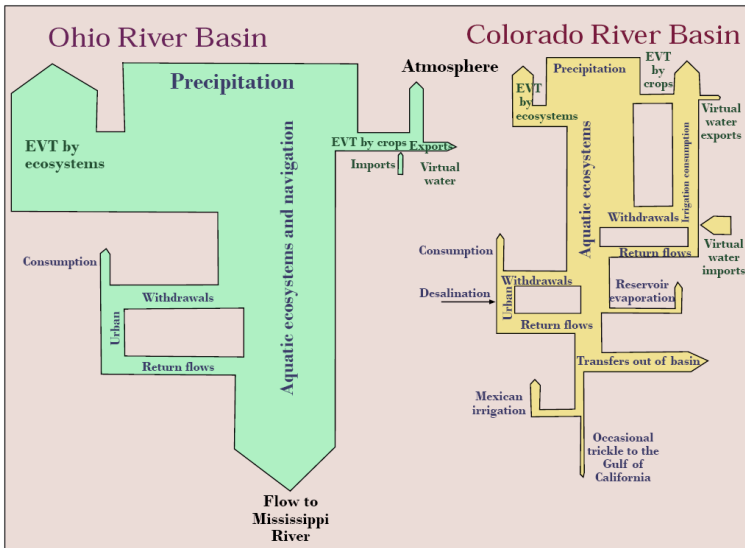 Ohio River Basin
Precipitation
EVT by
ecosystems
Atmosphere
EVT by crops
Exports
Imports
Virtual
water
Aquatic ecosystems and navigation
Consumption
Withdrawals
Urban
Return flows
Flow to
Mississippi
River
Colorado River Basin
Precipitation
EVT
by
ecosystems
EVT
by
crops
Virtual
water
exports
Aquatic ecosystems
Irrigation consumption
Withdrawals
Return flows
Virtual
water
imports
Consumption
Withdrawals
Desalination
Urban
Return flows
Reservoir
evaporation
Transfers out of basin
Mexican
irrigation
Occasional
trickle to the
Gulf of
California